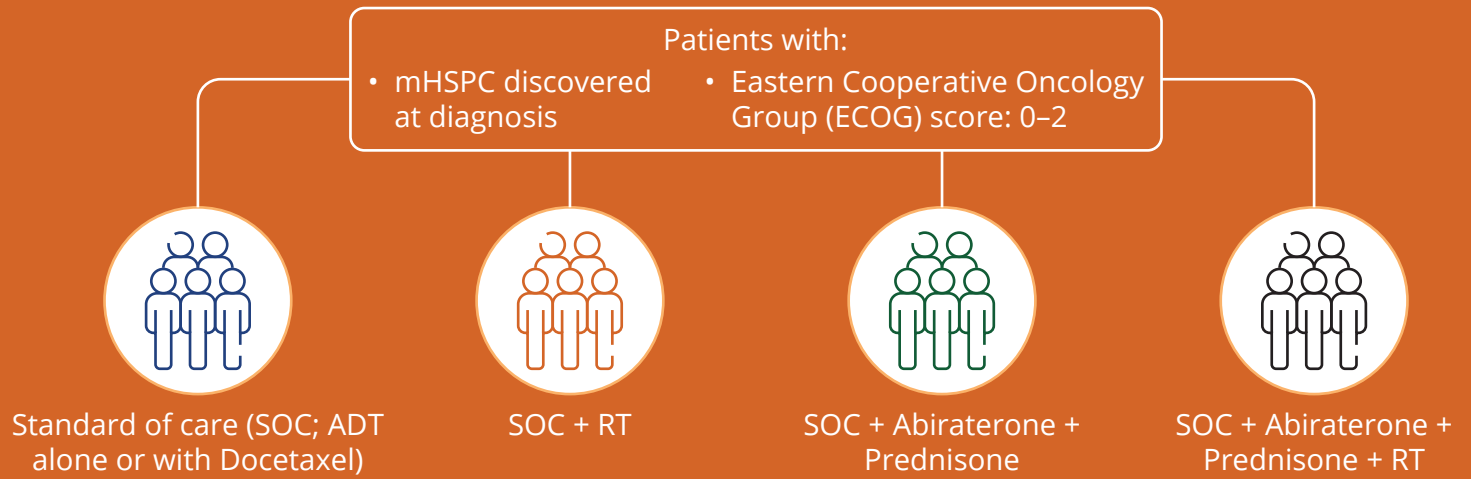 Patients with:
• mHSPC discovered
at diagnosis
• Eastern Cooperative Oncology
Group (ECOG) score: 0–2
Standard of care (SOC; ADT
alone or with Docetaxel)
SOC + RT
SOC + Abiraterone +
Prednisone
SOC + Abiraterone +
Prednisone + RT